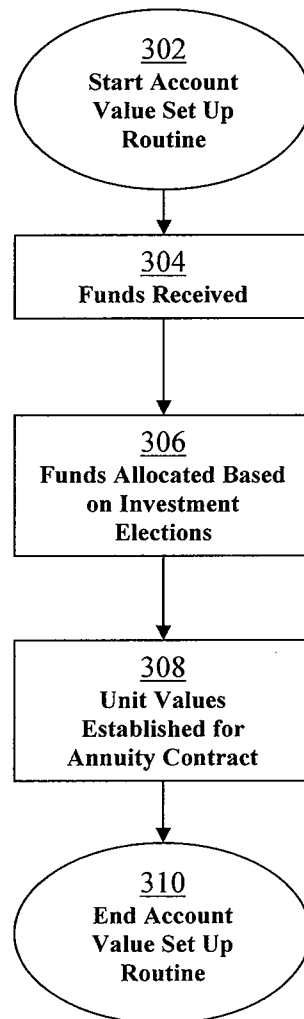 302
Start Account
Value Set Up
Routine
304
Funds Received
306
Funds Allocated Based
on Investment
Elections
308
Unit Values
Established for
Annuity Contract
310
End Account
Value Set Up
Routine